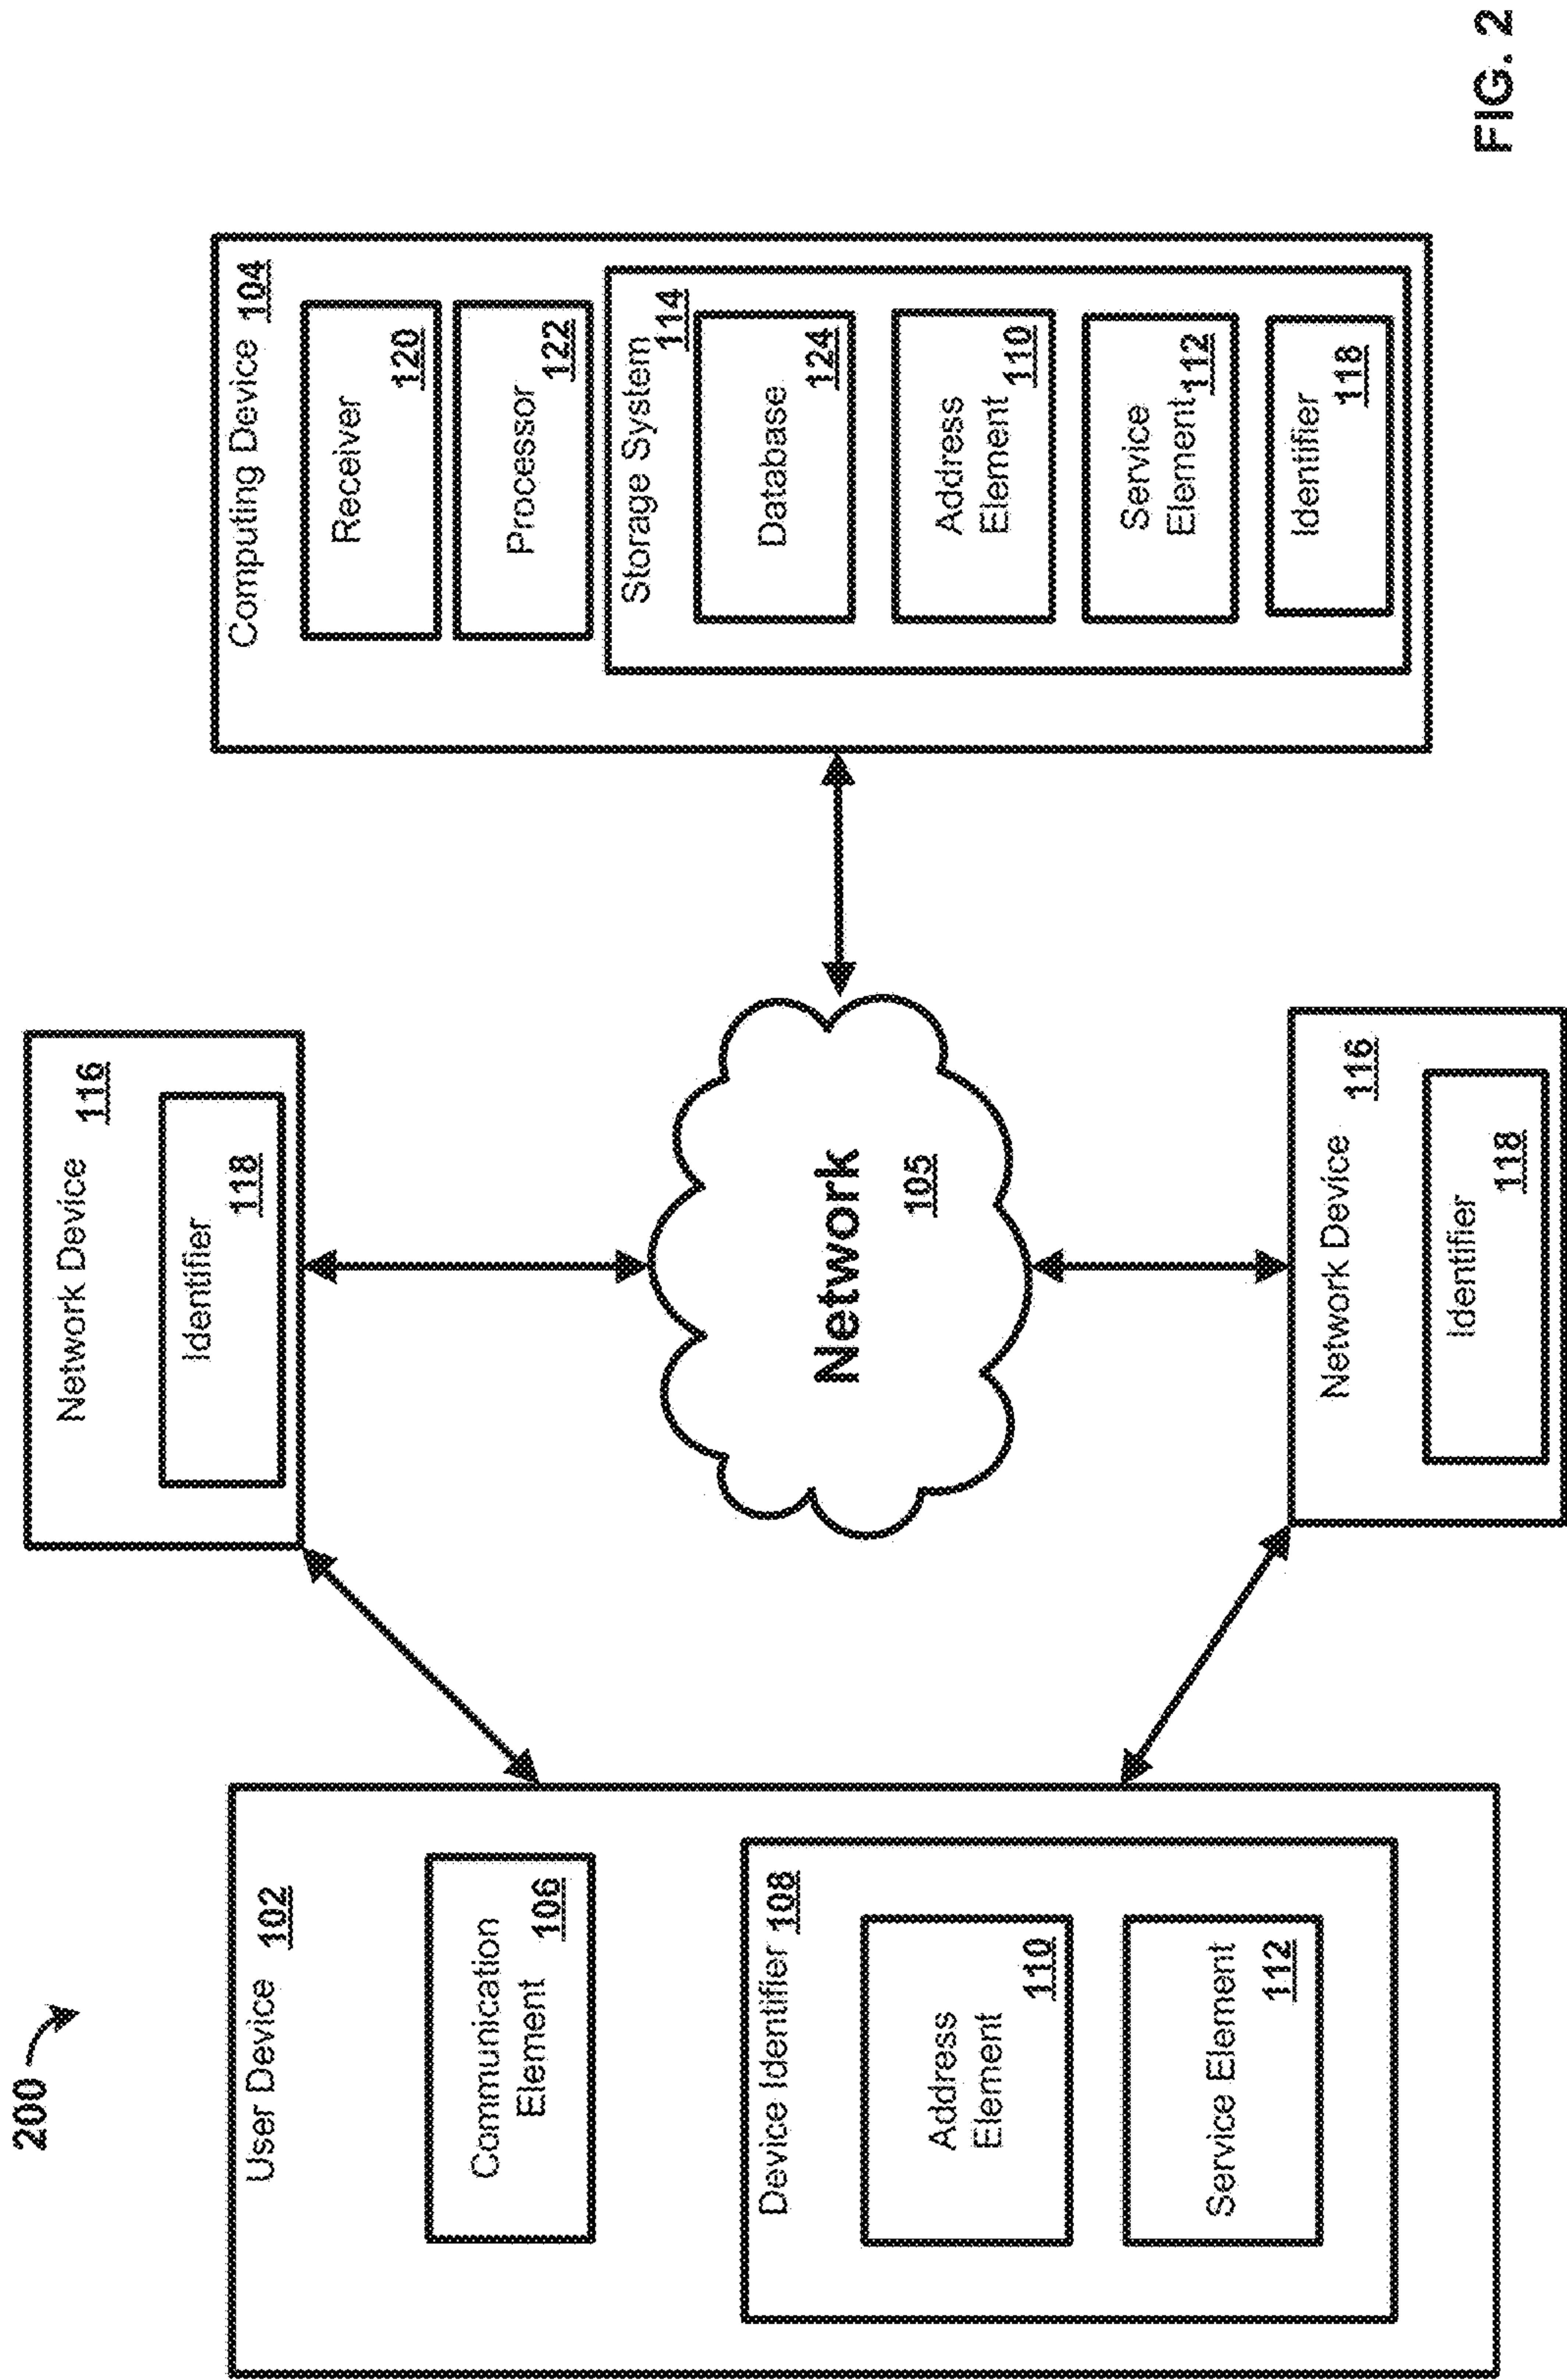 200
User Device 102
Communication
Element
106
Device Identifier 108
Address
Element
110
Service Element
112
Network Device
116
Identifier
118
Network
105
Network Device
116
Identifier
118
Computing Device 104
Receiver
120
Processor
122
Storage System
114
Database
124
Address
Element
110
Service
Element 112
Identifier
118
FIG. 2